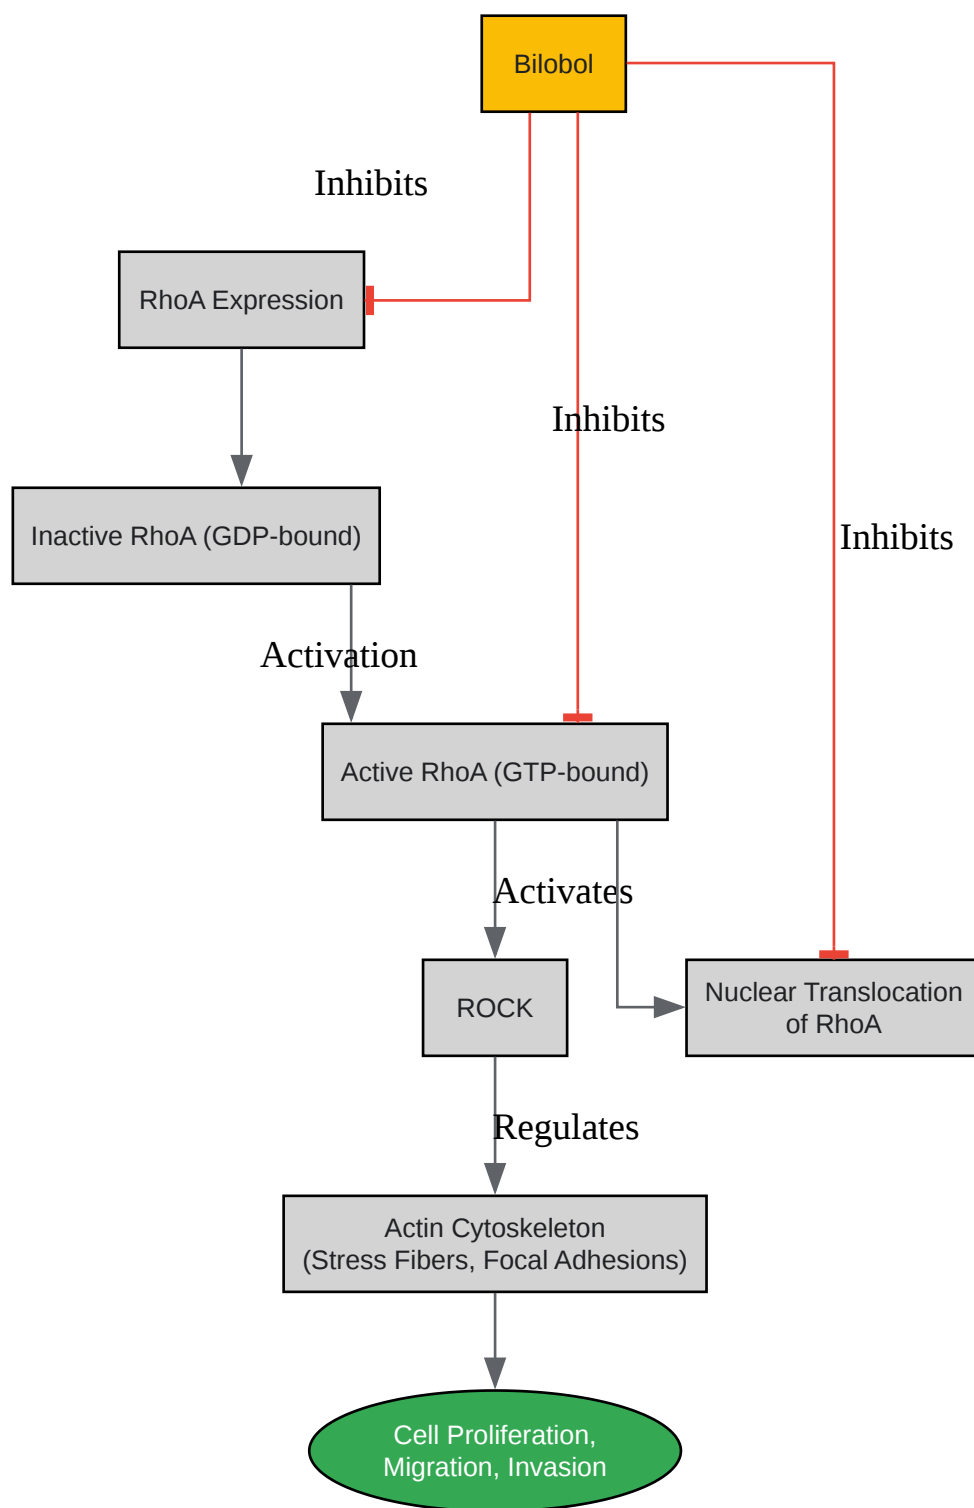 Bilobol
Inhibits
RhoA Expression
Inhibits
Inactive RhoA (GDP-bound)
Inhibits
Activation
Active RhoA (GTP-bound)
Activates
ROCK
Nuclear Translocation
of RhoA
Regulates
Actin Cytoskeleton
(Stress Fibers, Focal Adhesions)
Cell Proliferation,
Migration, Invasion